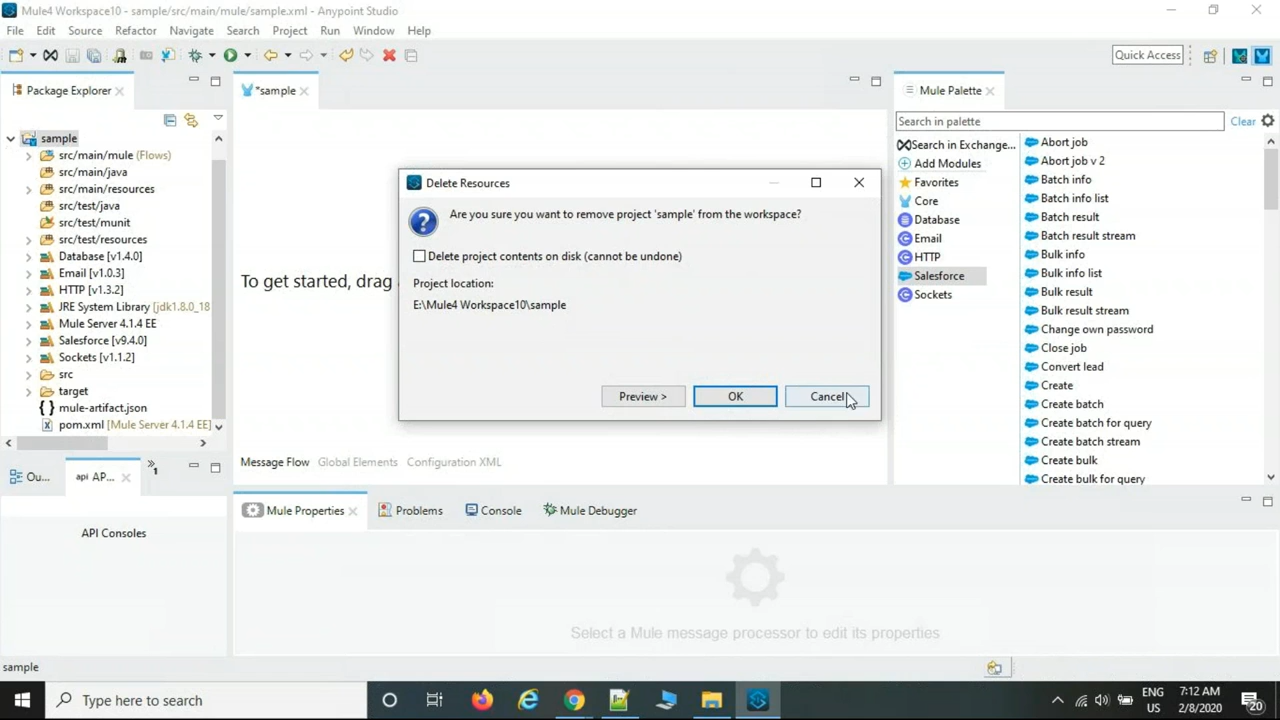 Mule4 Workspace10 - sample/src/main/mule/sample.xml - Anypoint Studio
File Edit Source Refactor Navigate Search Project Run Window Help
Quick Access
Package Explorer
sample
src/main/mule (Flows)
src/main/java
src/main/resources
src/test/java
src/test/munit
src/test/resources
Database [v1.4.0]
Email [v1.0.3]
HTTP [v1.3.2]
JRE System Library [jdk1.8.0_18
Mule Server 4.1.4 EE
Salesforce [v9.4.0]
Sockets [v1.1.2]
src
target
mule-artifact.json
pom.xml [Mule Server 4.1.4 EE]
*sample
To get started, drag
Message Flow Global Elements Configuration XML
Delete Resources
Are you sure you want to remove project 'sample' from the workspace?
Delete project contents on disk (cannot be undone)
Project location:
E:\Mule4 Workspace10\sample
Preview > OK Cancel
Mule Palette
Search in palette
Clear
Search in Exchange...
Add Modules
Favorites
Core
Database
Email
HTTP
Salesforce
Sockets
Abort job
Abort job v 2
Batch info
Batch info list
Batch result
Batch result stream
Bulk info
Bulk info list
Bulk result
Bulk result stream
Change own password
Close job
Convert lead
Create
Create batch
Create batch for query
Create batch stream
Create bulk
Create bulk for query
Ou... api AP... »1
API Consoles
Mule Properties Problems Console Mule Debugger
Select a Mule message processor to edit its properties
sample
Type here to search
ENG
US
7:12 AM
2/8/2020
20